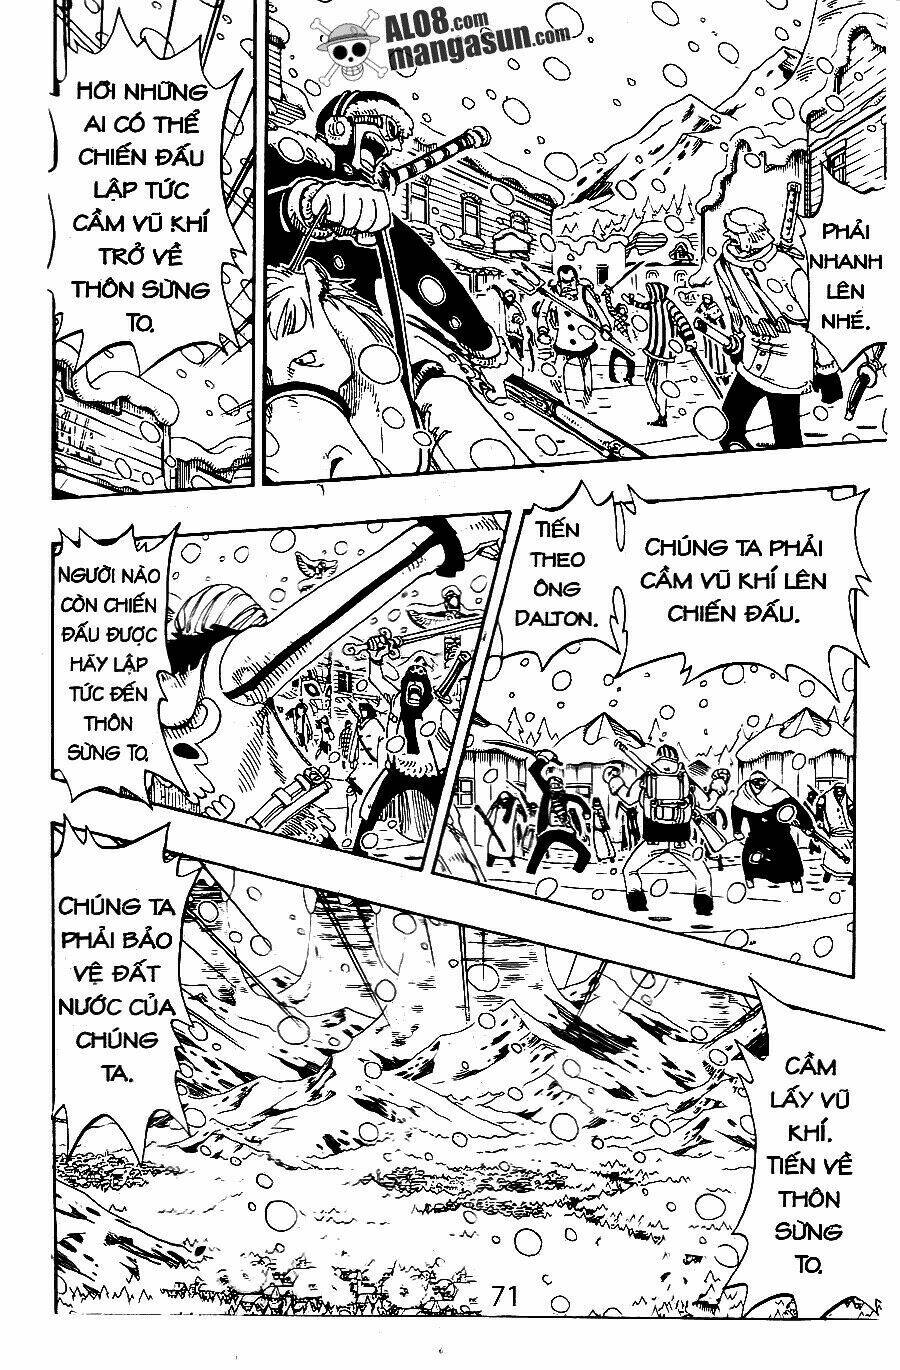 AL08.com
mangasun.com
HỠI NHỮNG
AI CÓ THỂ
CHIẾN ĐẤU
LẬP TỨC
CẦM VŨ KHÍ
TRỞ VỀ
THÔN SỪNG
TO.
PHẢI
NHANH
LÊN
NHÉ.
NGƯỜI NÀO
CÒN CHIẾN
ĐẤU ĐƯỢC
HÃY LẬP
TỨC ĐẾN
THÔN
SỪNG TO.
TIẾN
THEO
ÔNG
DALTON.
CHÚNG TA PHẢI
CẦM VŨ KHÍ LÊN
CHIẾN ĐẤU.
CHÚNG TA
PHẢI BẢO
VỆ ĐẤT
NƯỚC CỦA
CHÚNG
TA.
CẦM
LẤY VŨ
KHÍ.
TIẾN VỀ
THÔN
SỪNG
TO.
71